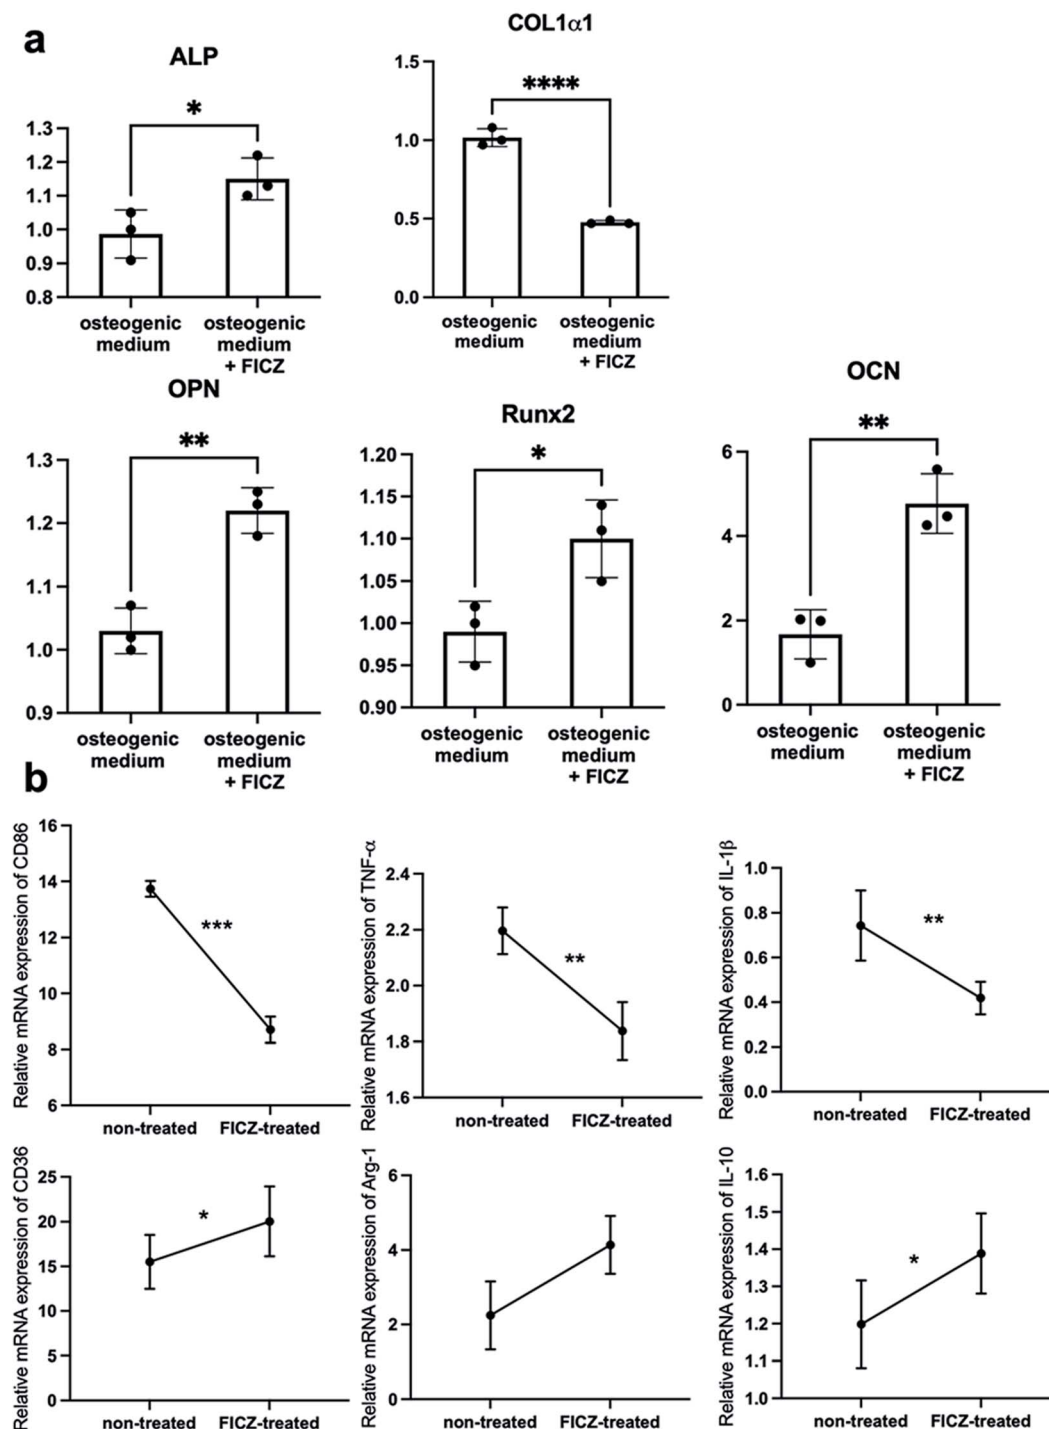 a
ALP
*
1.3
1.2
1.1
1.0
0.9
0.8
osteogenic
medium
osteogenic
medium
+ FICZ
COL1α1
****
1.5
1.0
0.5
0.0
osteogenic
medium
osteogenic
medium
+ FICZ
OPN
**
1.3
1.2
1.1
1.0
0.9
osteogenic
medium
osteogenic
medium
+ FICZ
Runx2
*
1.20
1.15
1.10
1.05
1.00
0.95
0.90
osteogenic
medium
osteogenic
medium
+ FICZ
OCN
**
6
4
2
0
osteogenic
medium
osteogenic
medium
+ FICZ
b
Relative mRNA expression of CD86
16
14
12
10
8
6
***
non-treated FICZ-treated
Relative mRNA expression of TNF-α
2.4
2.2
2.0
1.8
1.6
**
non-treated FICZ-treated
Relative mRNA expression of IL-1β
1.0
0.8
0.6
0.4
0.2
0.0
**
non-treated FICZ-treated
Relative mRNA expression of CD36
25
20
15
10
5
0
*
non-treated FICZ-treated
Relative mRNA expression of Arg-1
6
4
2
0
non-treated FICZ-treated
Relative mRNA expression of IL-10
1.6
1.5
1.4
1.3
1.2
1.1
1.0
*
non-treated FICZ-treated